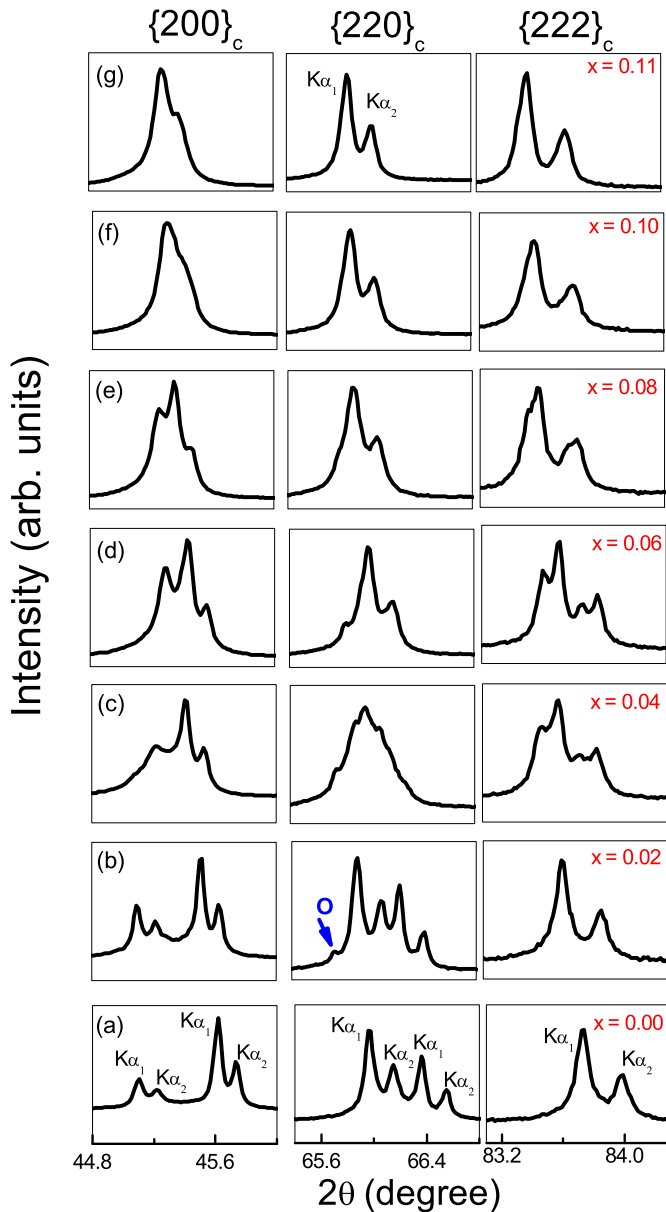 {200}c {220}c {222}c
(g) Kα1 Kα2 x = 0.11
(f) x = 0.10
(e) x = 0.08
(d) x = 0.06
(c) x = 0.04
(b) O x = 0.02
(a) Kα1 Kα2 Kα1 Kα2 Kα1 Kα2 Kα1 Kα2 Kα1 Kα2 x = 0.00
44.8 45.6 65.6 66.4 83.2 84.0
2θ (degree)
Intensity (arb. units)